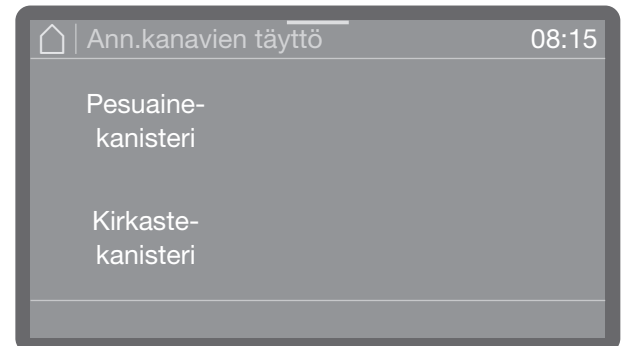 Ann.kanavien täyttö 08:15
Pesuaine-
kanisteri
Kirkaste-
kanisteri